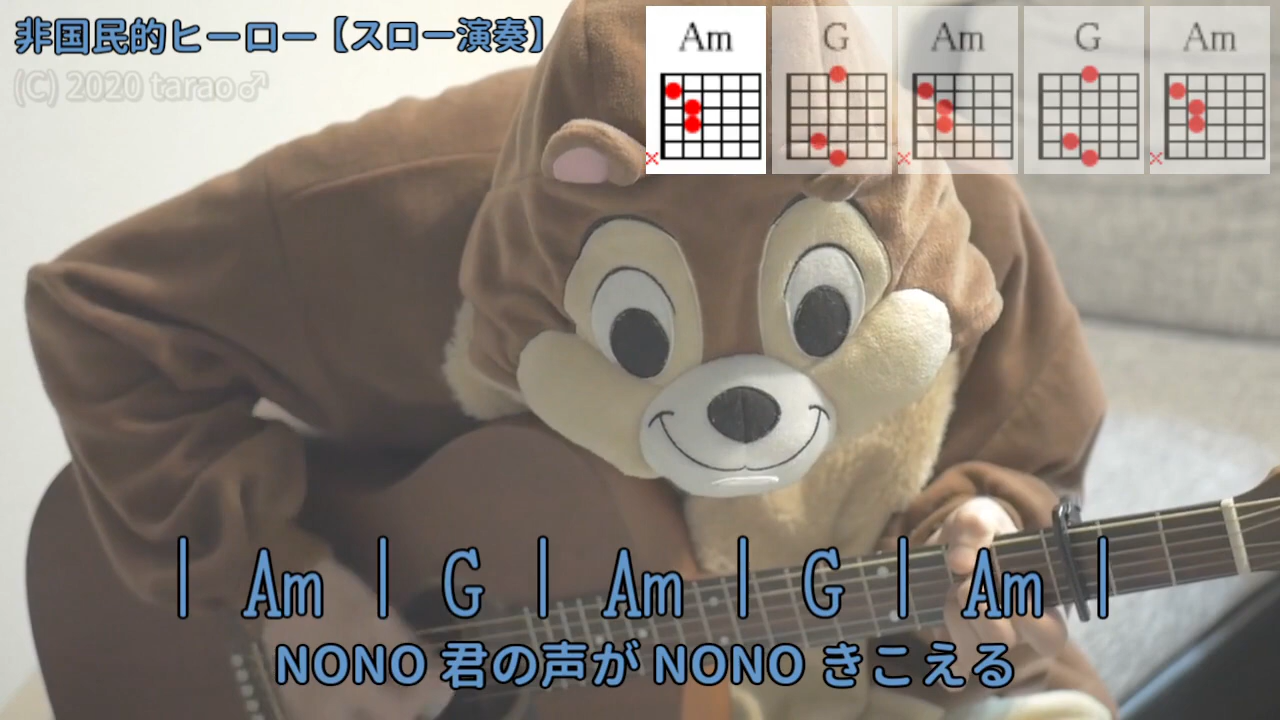 非国民的ヒーロー【スロー演奏】
(C) 2020 tarao♂
Am G Am G Am
| Am | G | Am | G | Am |
NONO 君の声が NONO きこえる